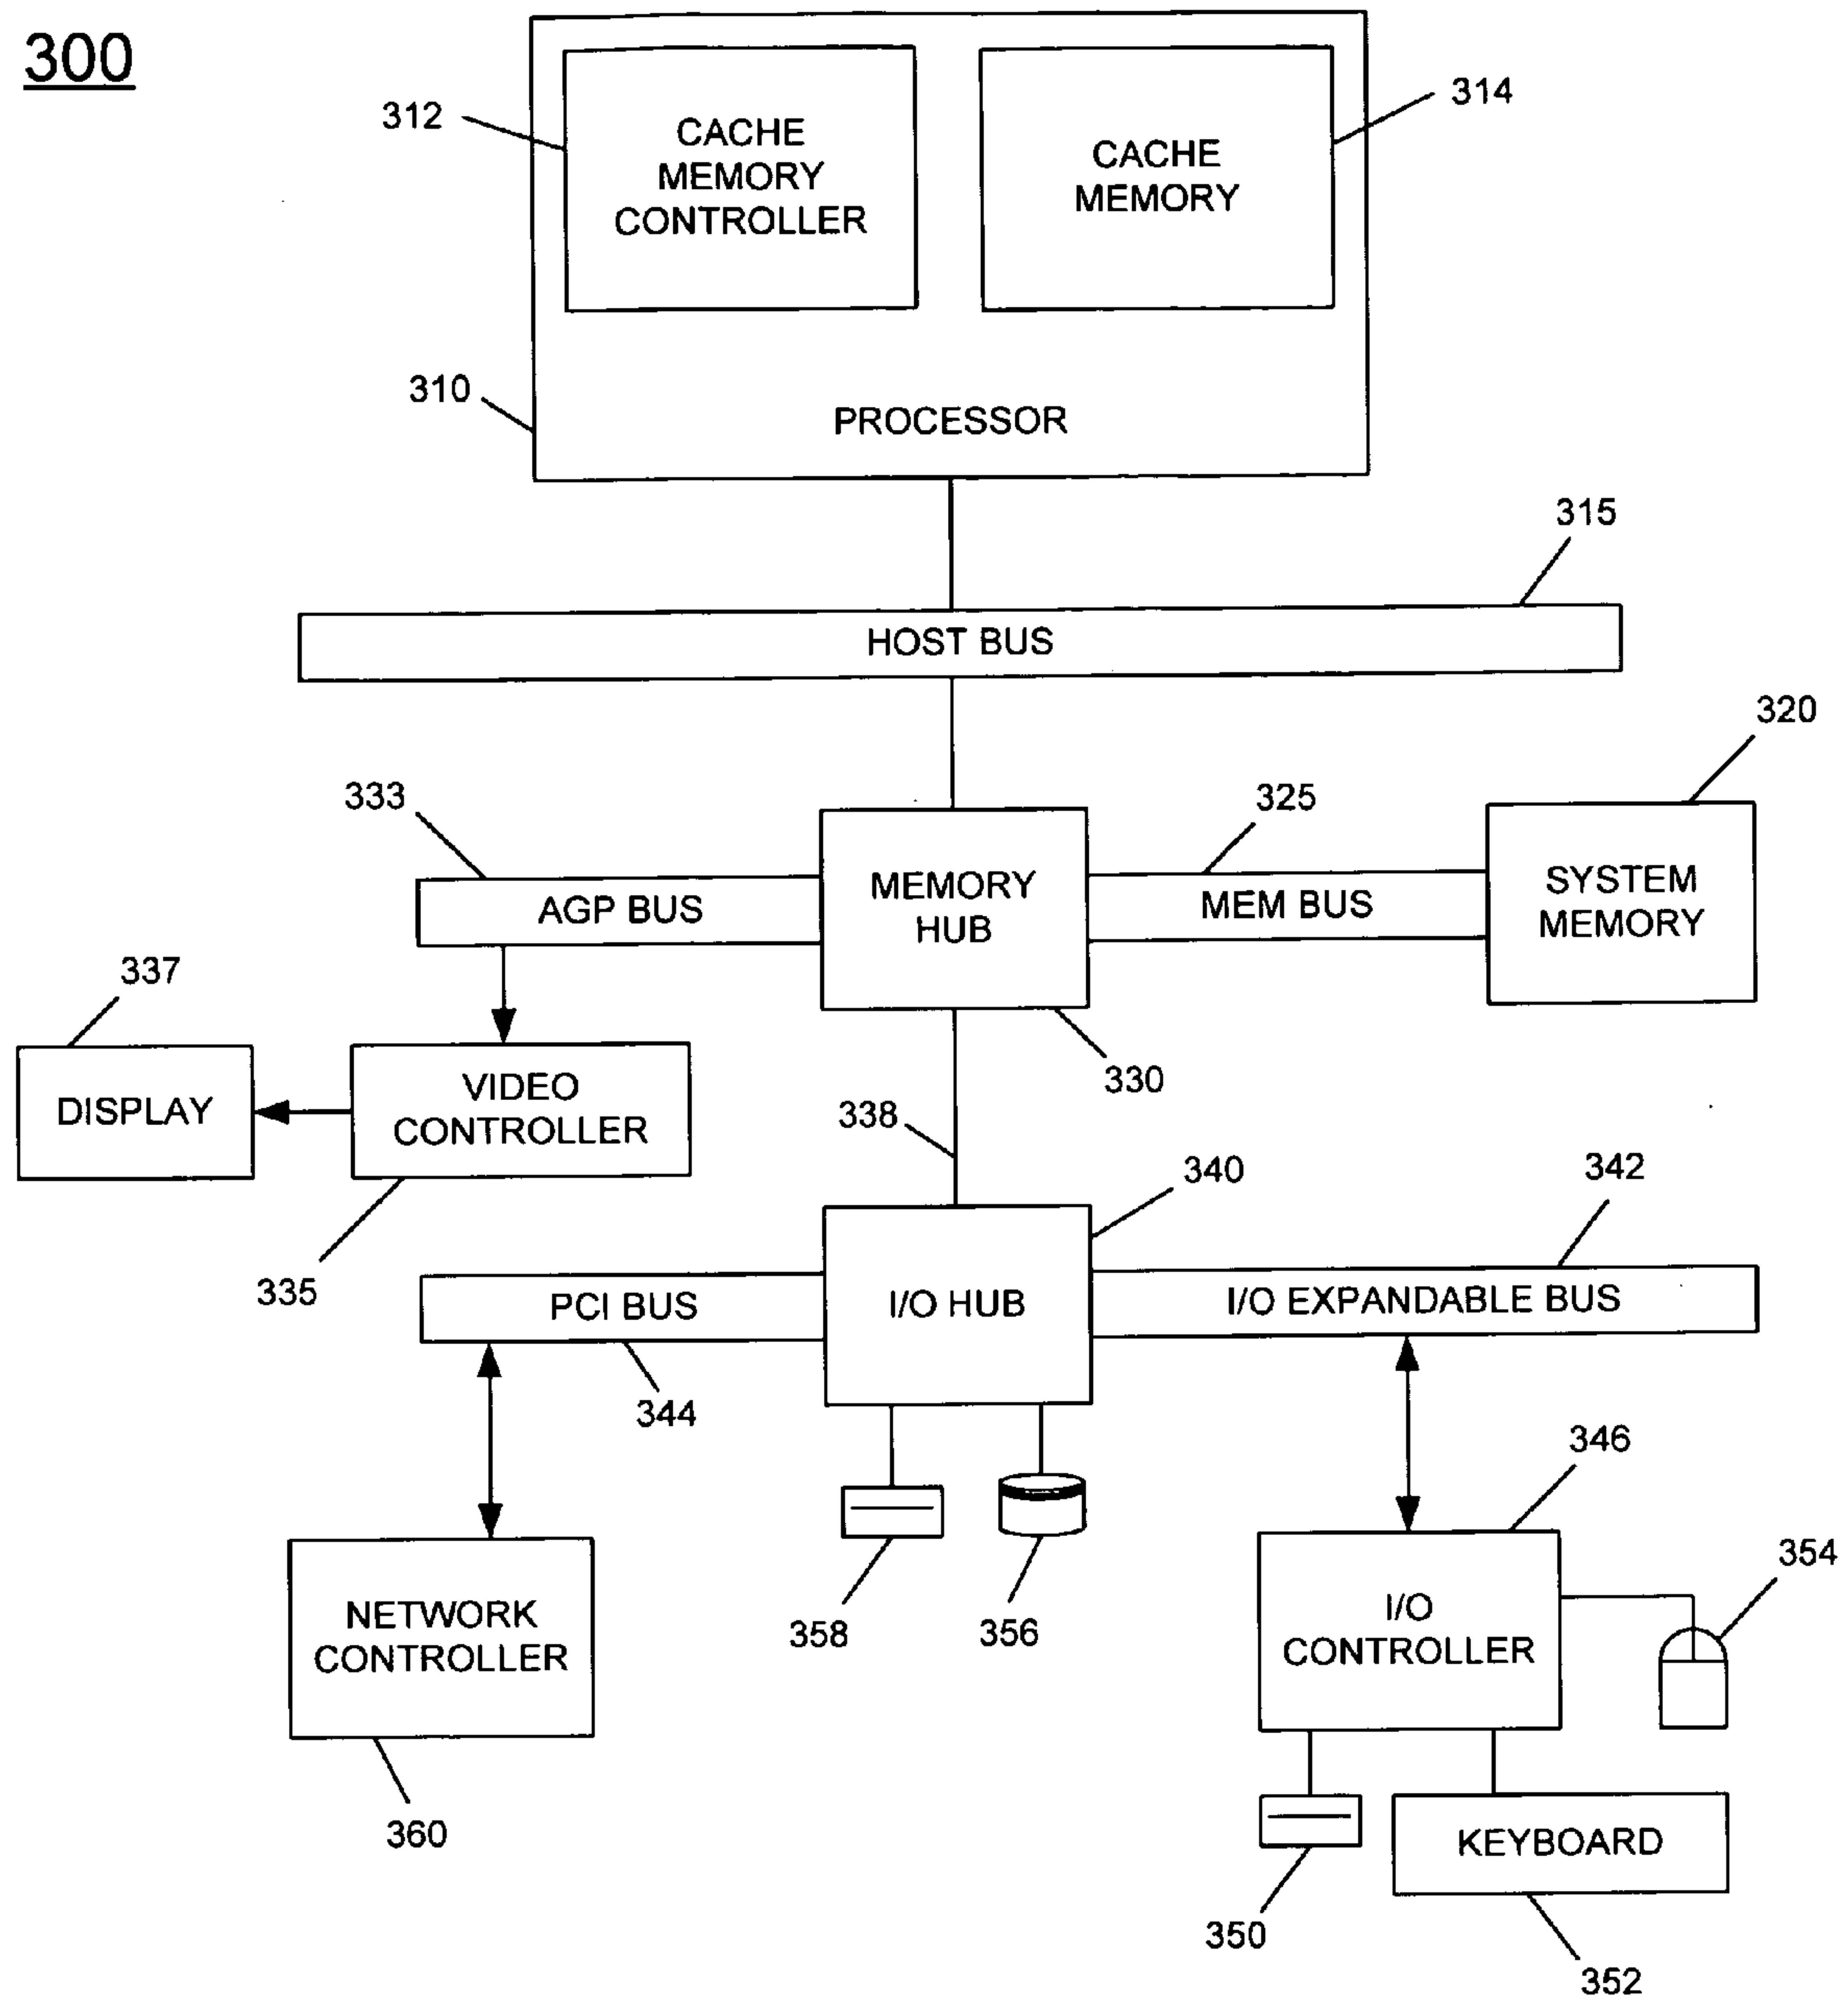 300
312
CACHE
MEMORY
CONTROLLER
CACHE
MEMORY
314
310
PROCESSOR
315
HOST BUS
320
333
325
AGP BUS
MEMORY
HUB
MEM BUS
SYSTEM
MEMORY
337
330
DISPLAY
VIDEO
CONTROLLER
338
340
342
335
PCI BUS
I/O HUB
I/O EXPANDABLE BUS
344
346
354
NETWORK
CONTROLLER
358
356
I/O
CONTROLLER
360
KEYBOARD
350
352